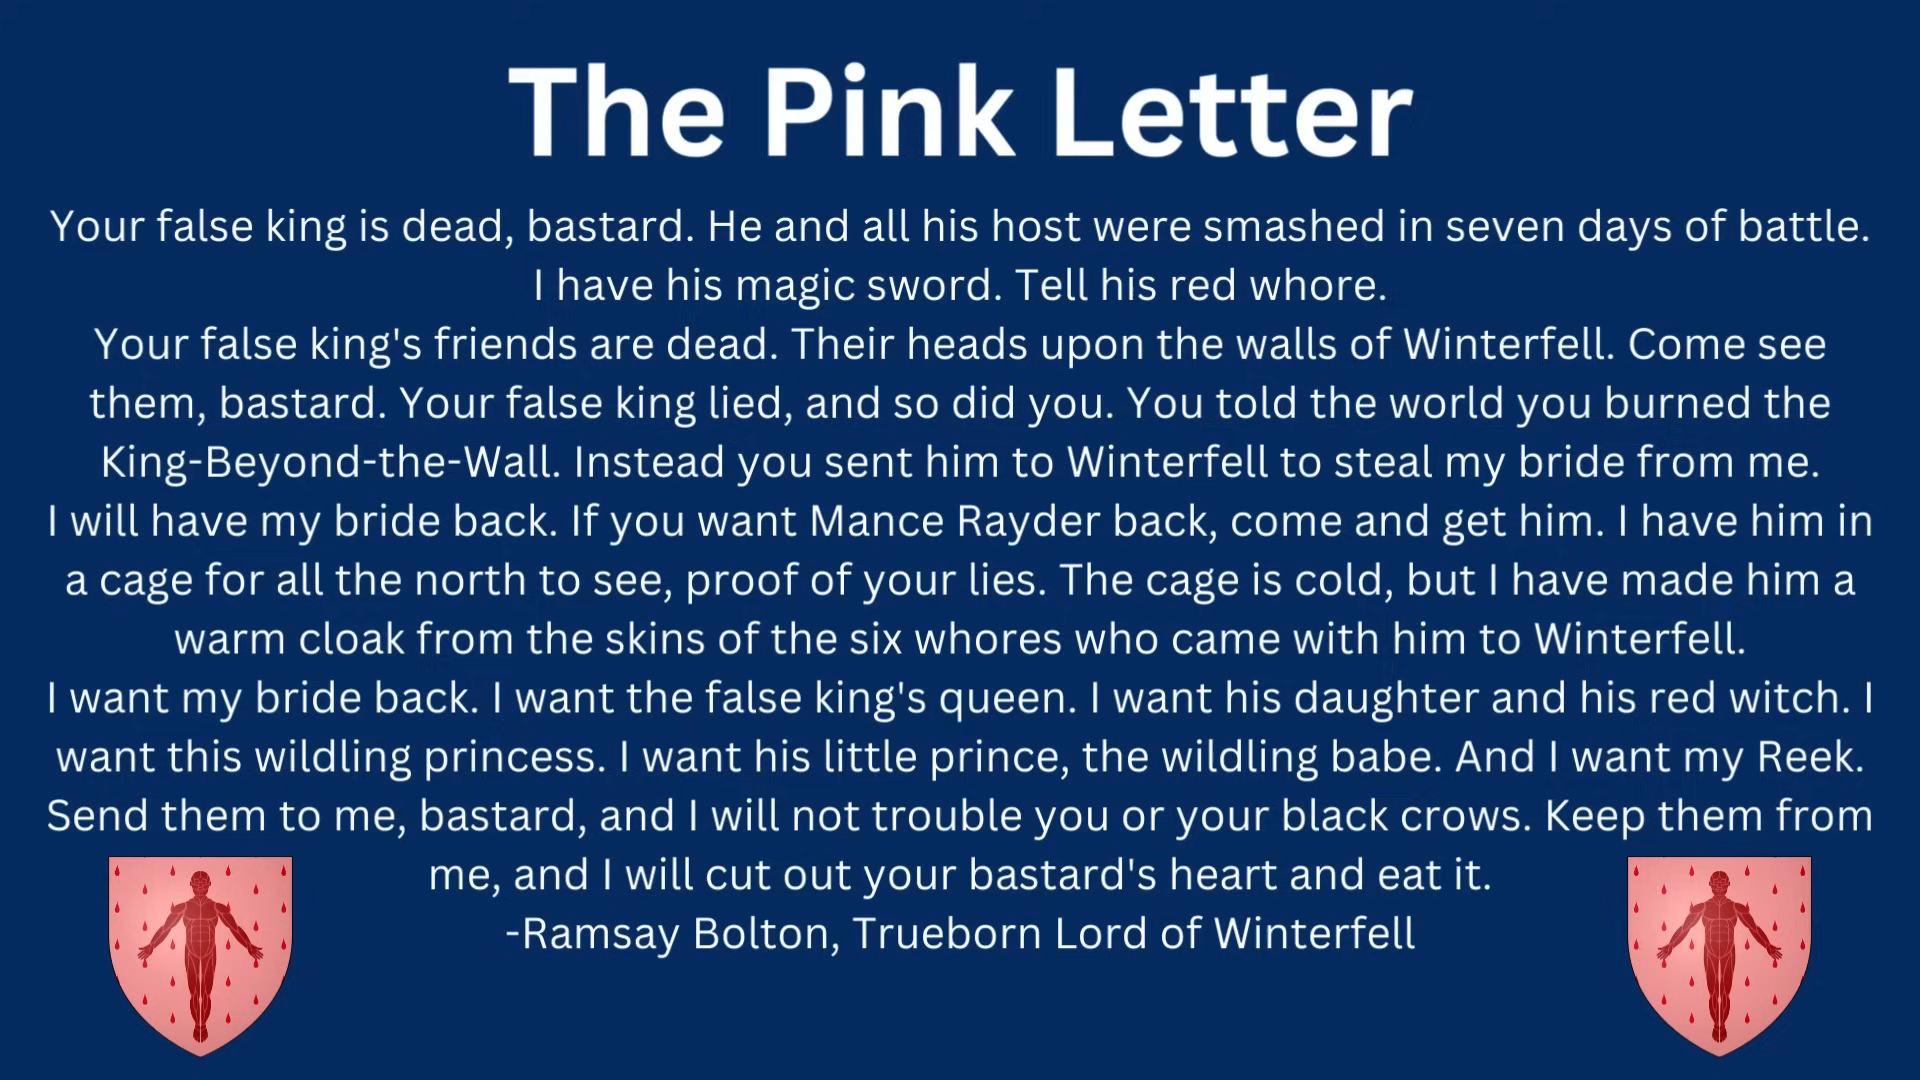 The Pink Letter
Your false king is dead, bastard. He and all his host were smashed in seven days of battle.
I have his magic sword. Tell his red whore.
Your false king's friends are dead. Their heads upon the walls of Winterfell. Come see
them, bastard. Your false king lied, and so did you. You told the world you burned the
King-Beyond-the-Wall. Instead you sent him to Winterfell to steal my bride from me.
I will have my bride back. If you want Mance Rayder back, come and get him. I have him in
a cage for all the north to see, proof of your lies. The cage is cold, but I have made him a
warm cloak from the skins of the six whores who came with him to Winterfell.
I want my bride back. I want the false king's queen. I want his daughter and his red witch. I
want this wildling princess. I want his little prince, the wildling babe. And I want my Reek.
Send them to me, bastard, and I will not trouble you or your black crows. Keep them from
me, and I will cut out your bastard's heart and eat it.
-Ramsay Bolton, Trueborn Lord of Winterfell